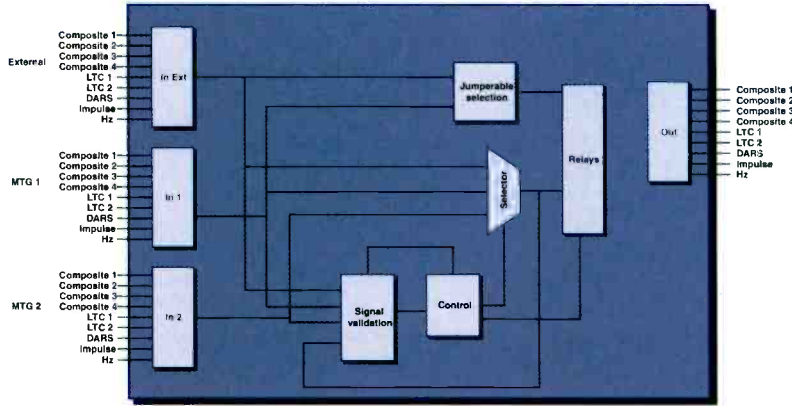 External
Composite 1
Composite 2
Composite 3
Composite 4
LTC 1
LTC 2
DARS
Impulse
Hz
In Ext
MTG 1
Composite 1
Composite 2
Composite 3
Composite 4
LTC 1
LTC 2
DARS
Impulse
Hz
In 1
MTG 2
Composite 1
Composite 2
Composite 3
Composite 4
LTC 1
LTC 2
DARS
Impulse
Hz
In 2
Jumperable
selection
Selector
Signal
validation
Control
Relays
Out
Composite 1
Composite 2
Composite 3
Composite 4
LTC 1
LTC 2
DARS
Impulse
Hz